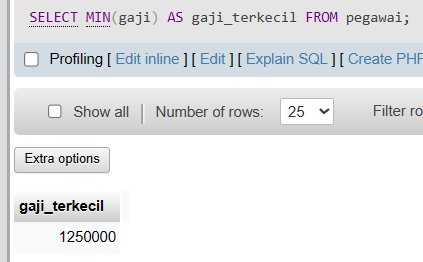 SELECT MIN(gaji) AS gaji_terkecil FROM pegawai;
Profiling [ Edit inline ] [ Edit ] [ Explain SQL ] [ Create PHP
Show all | Number of rows: 25 Filter ro
Extra options
gaji_terkecil
1250000